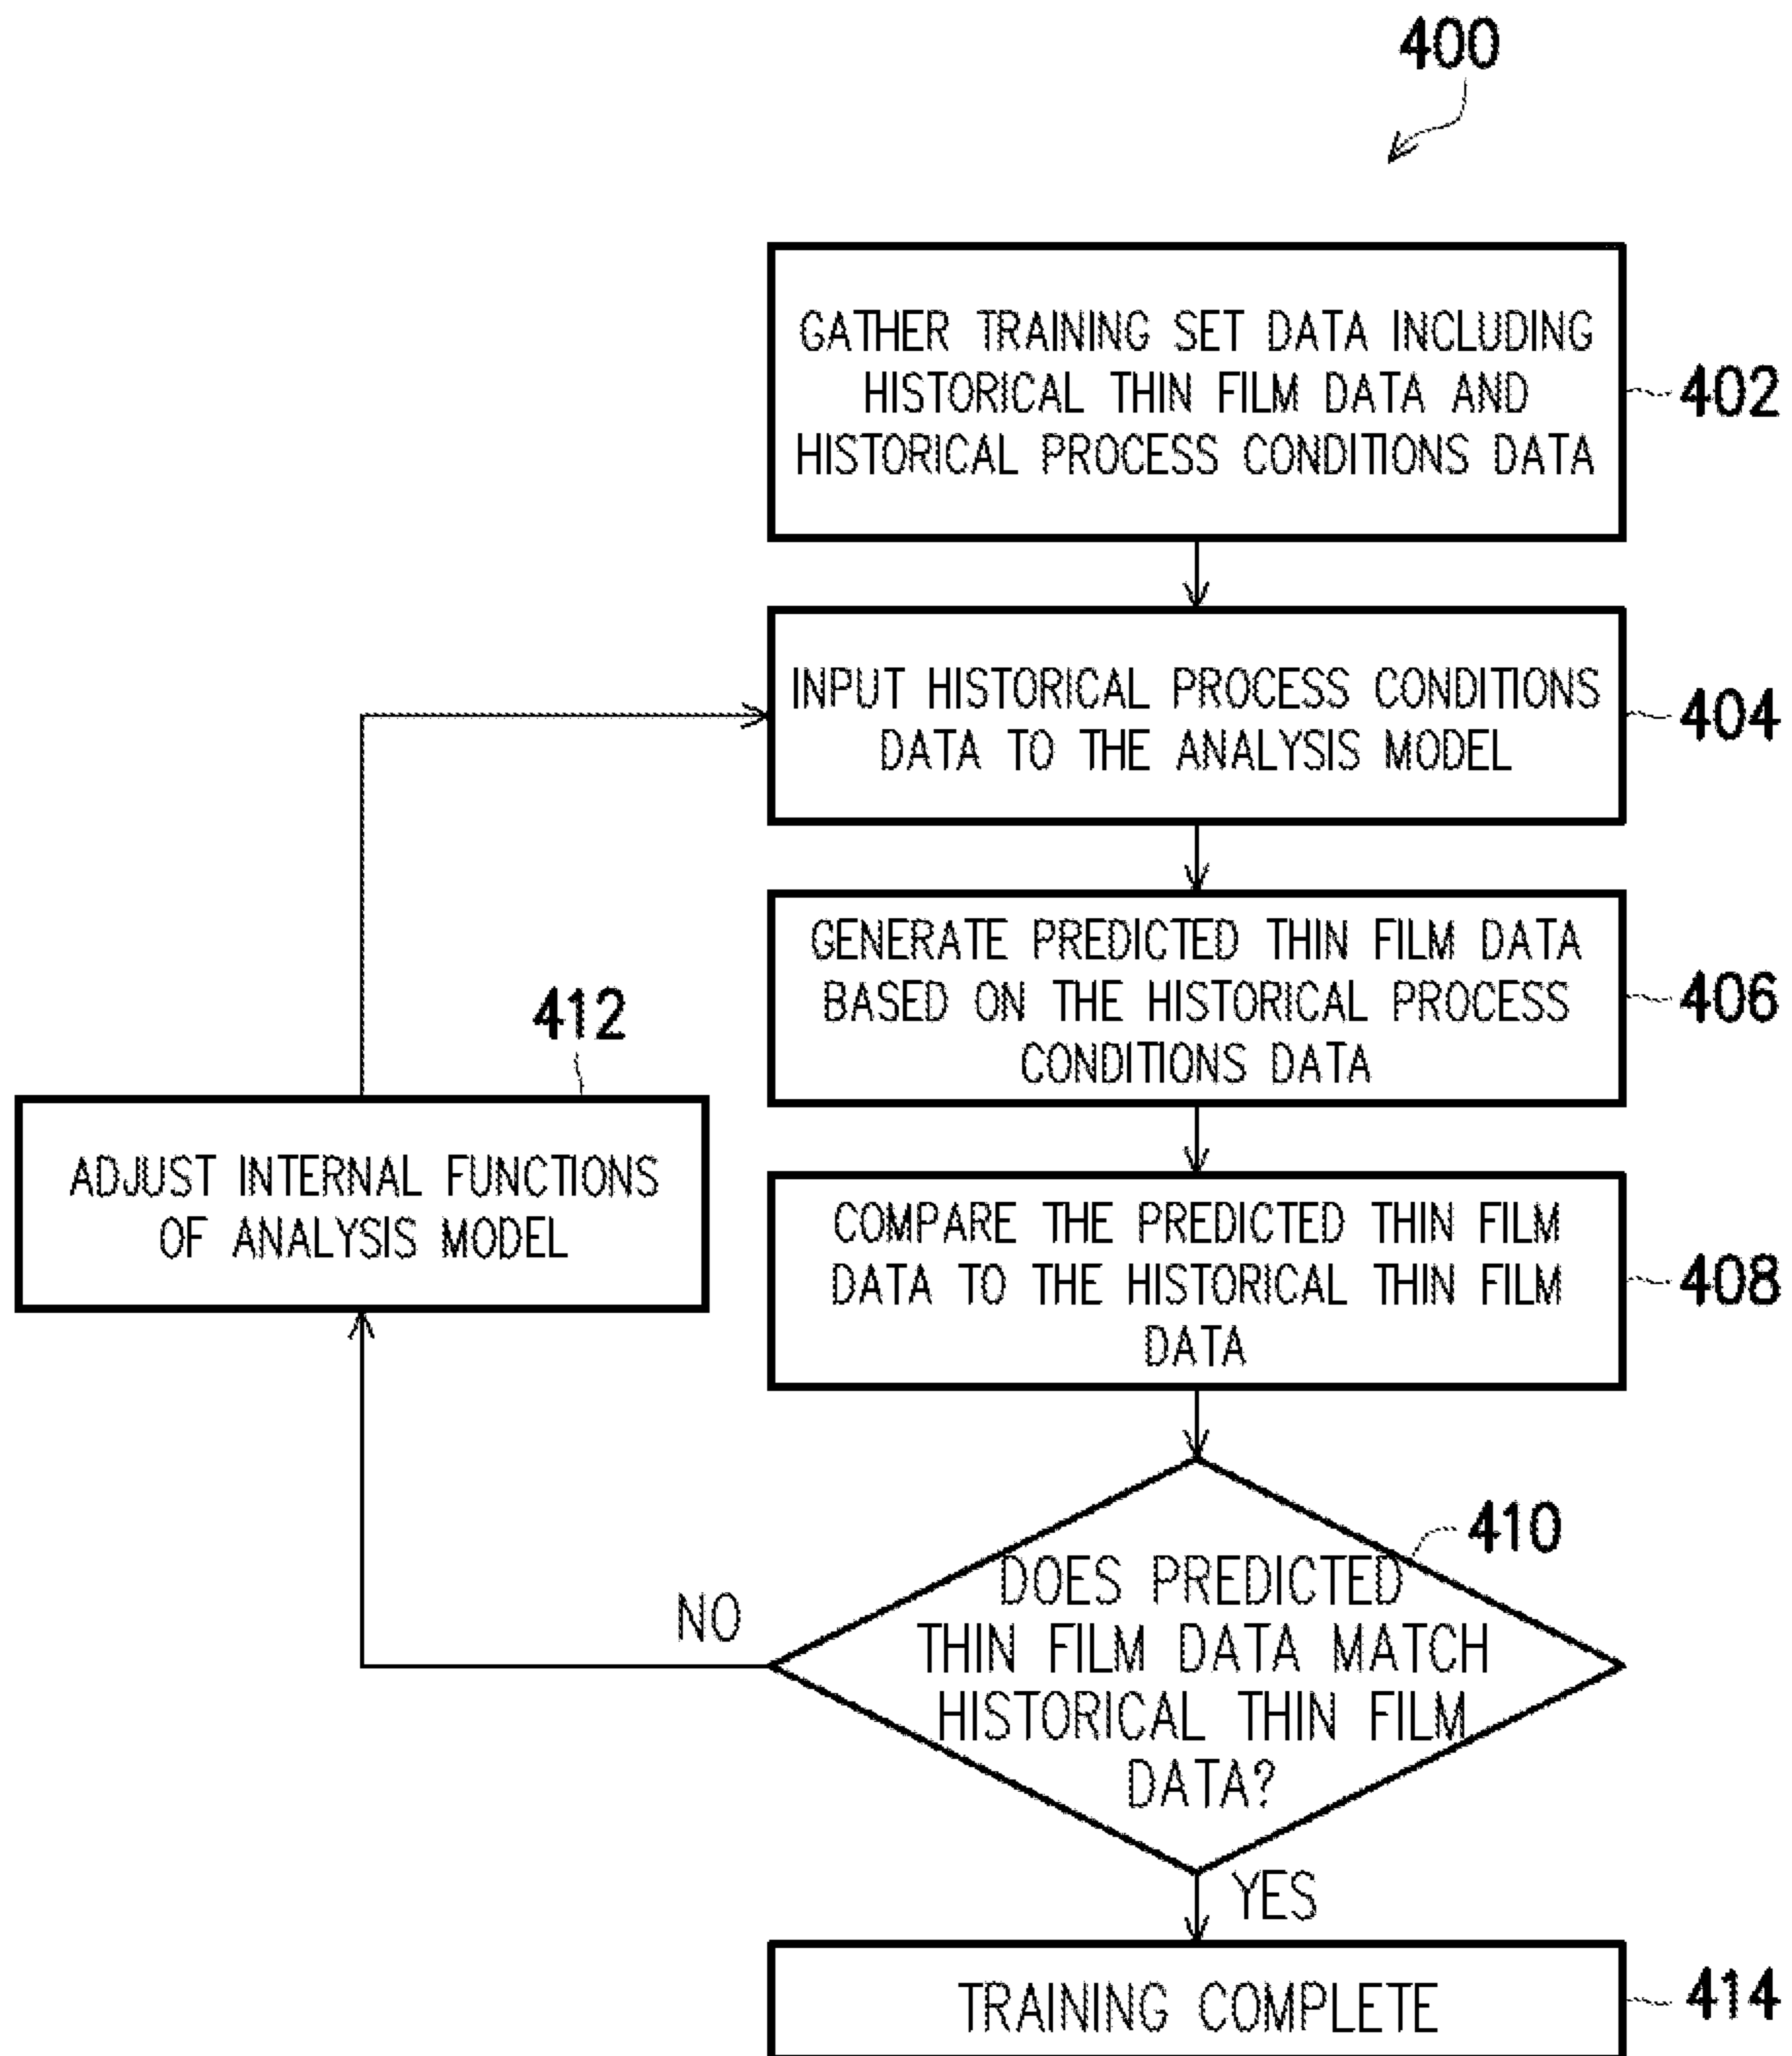 400
GATHER TRAINING SET DATA INCLUDING
HISTORICAL THIN FILM DATA AND
HISTORICAL PROCESS CONDITIONS DATA
402
INPUT HISTORICAL PROCESS CONDITIONS
DATA TO THE ANALYSIS MODEL
404
GENERATE PREDICTED THIN FILM DATA
BASED ON THE HISTORICAL PROCESS
CONDITIONS DATA
406
412
ADJUST INTERNAL FUNCTIONS
OF ANALYSIS MODEL
COMPARE THE PREDICTED THIN FILM
DATA TO THE HISTORICAL THIN FILM
DATA
408
410
DOES PREDICTED
THIN FILM DATA MATCH
HISTORICAL THIN FILM
DATA?
NO
YES
TRAINING COMPLETE
414